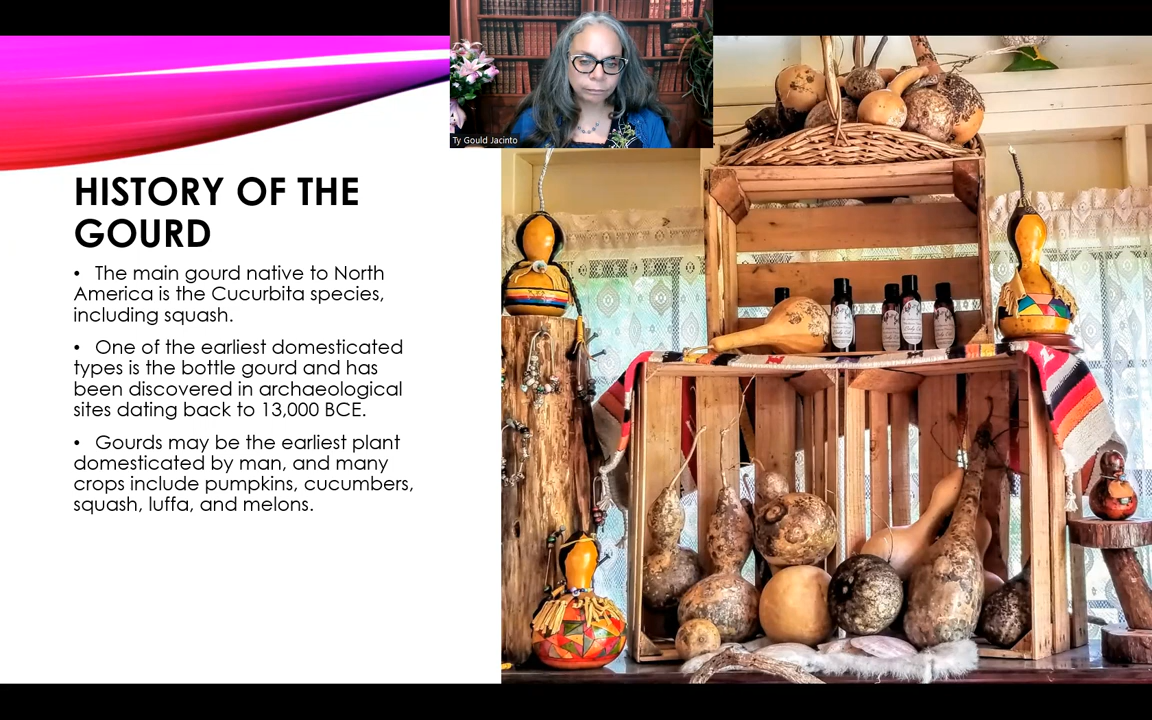 Ty Gould Jacinto
HISTORY OF THE
GOURD
• The main gourd native to North
America is the Cucurbita species,
including squash.
• One of the earliest domesticated
types is the bottle gourd and has
been discovered in archaeological
sites dating back to 13,000 BCE.
• Gourds may be the earliest plant
domesticated by man, and many
crops include pumpkins, cucumbers,
squash, luffa, and melons.